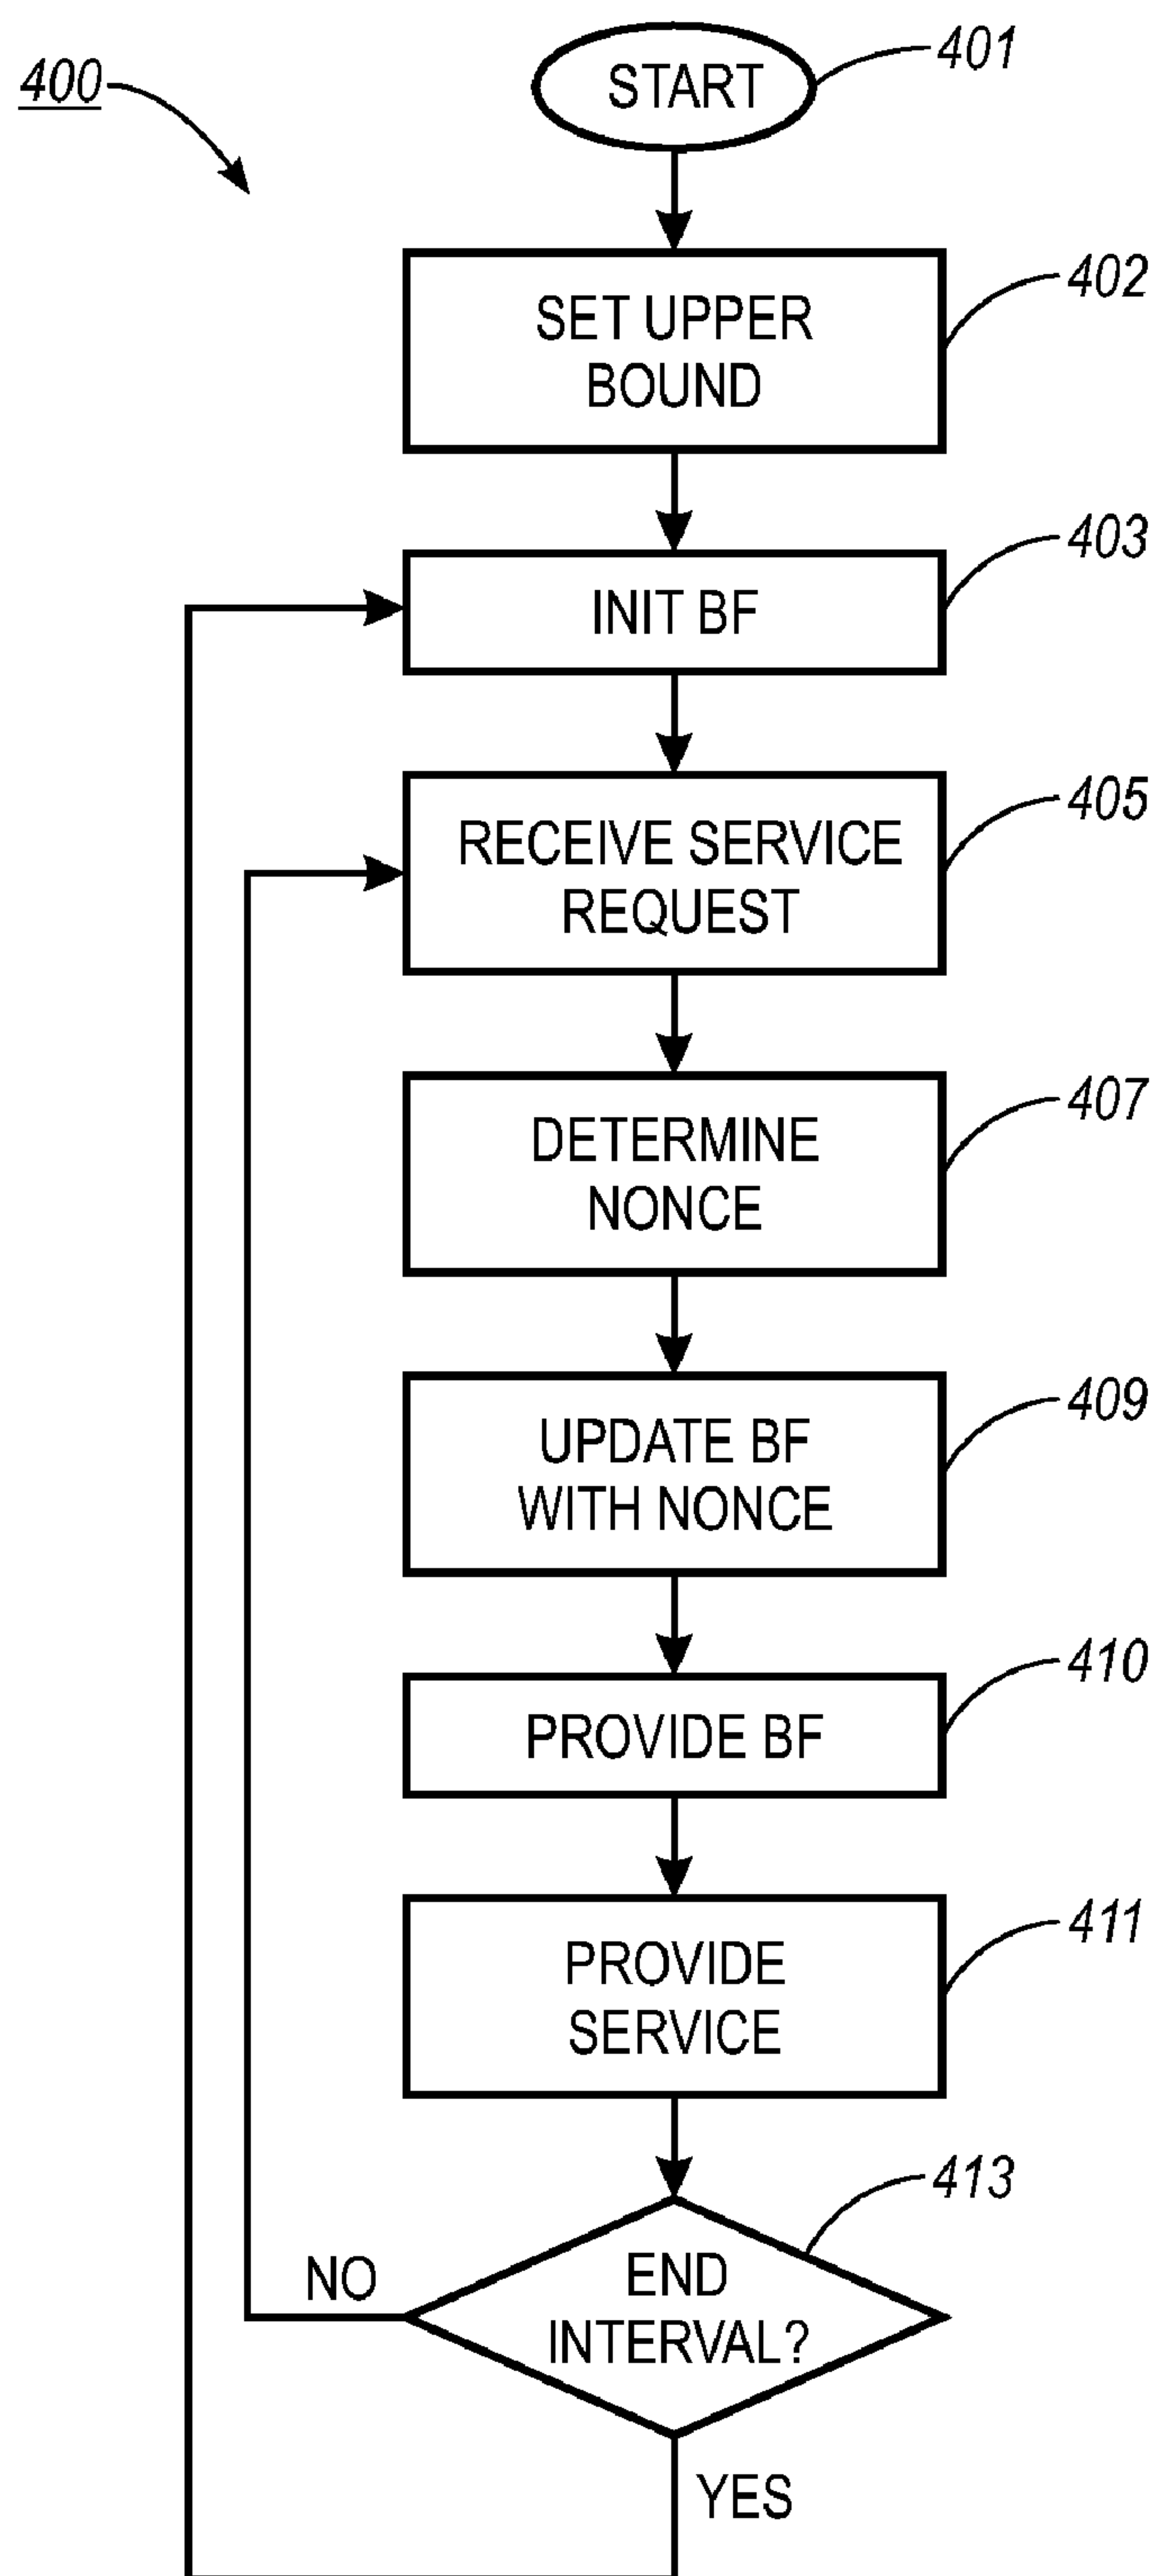 400
START
401
SET UPPER
BOUND
402
INIT BF
403
RECEIVE SERVICE
REQUEST
405
DETERMINE
NONCE
407
UPDATE BF
WITH NONCE
409
PROVIDE BF
410
PROVIDE
SERVICE
411
END
INTERVAL?
413
NO
YES